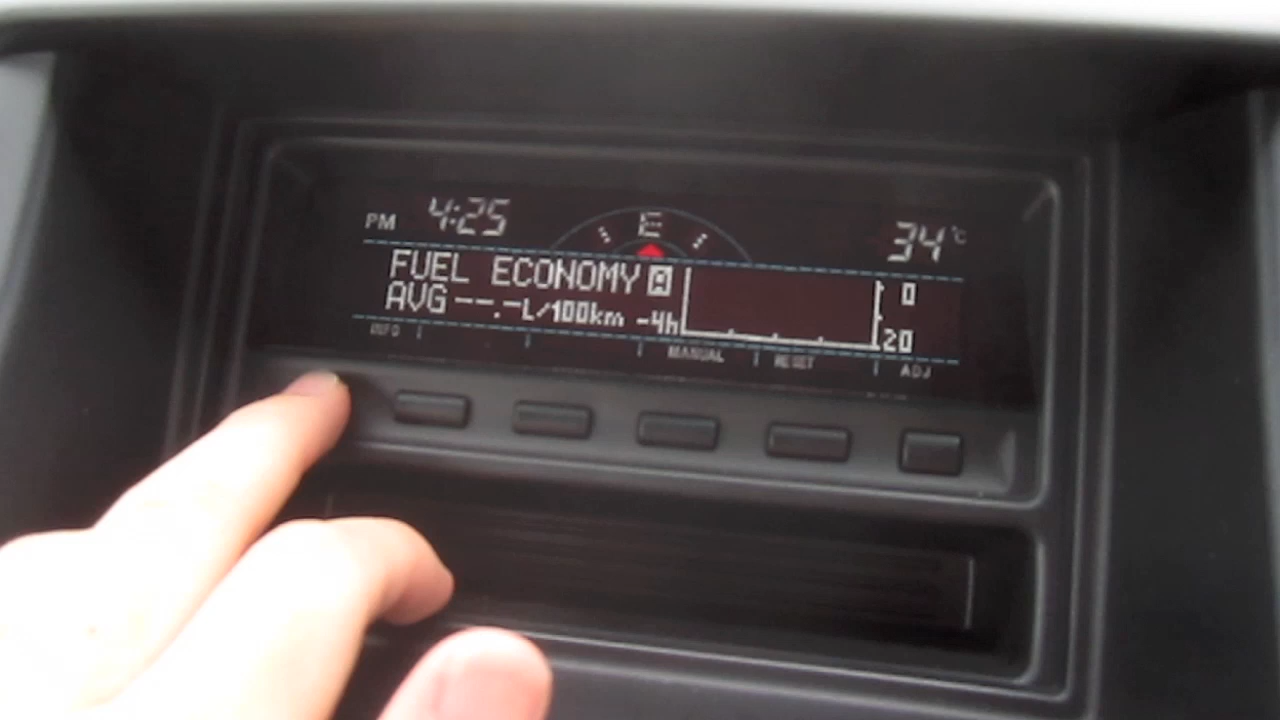 PM 4:25 E 34°C
FUEL ECONOMY A 0
AVG --.-L/100km -4h 20
INFO MANUAL RESET ADJ